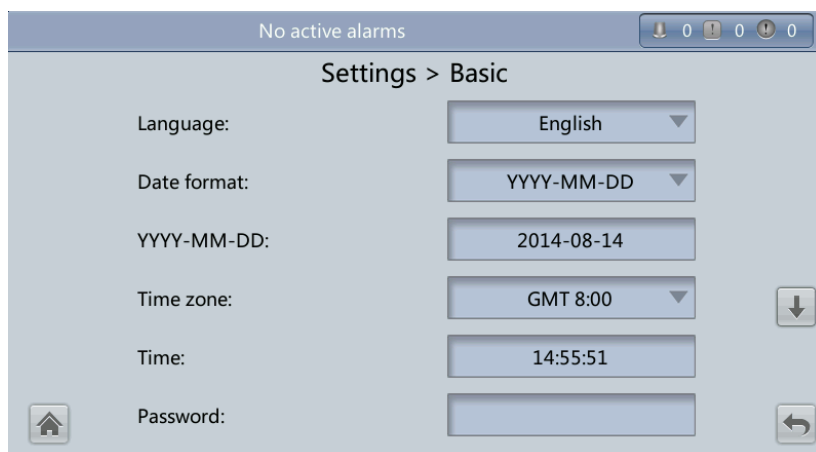 No active alarms 0 0 0
Settings > Basic
Language: English
Date format: YYYY-MM-DD
YYYY-MM-DD: 2014-08-14
Time zone: GMT 8:00
Time: 14:55:51
Password: